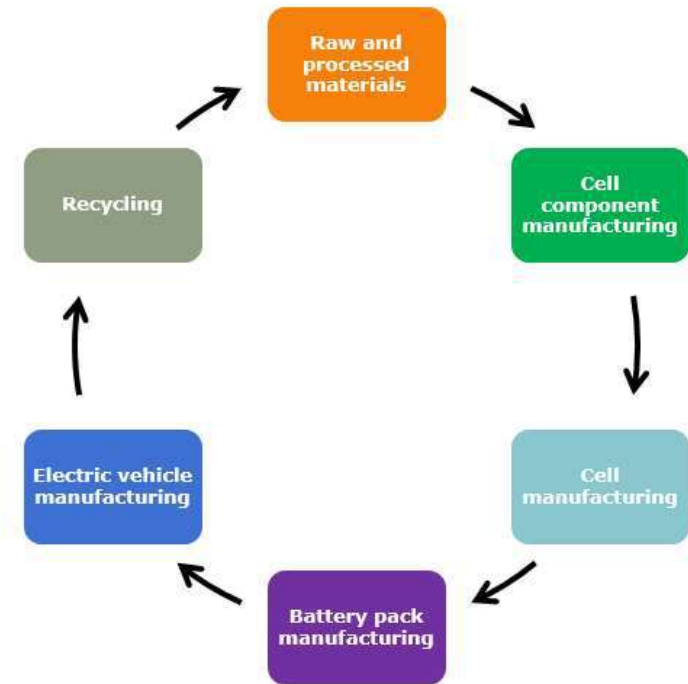 Raw and
processed
materials
Cell
component
manufacturing
Cell
manufacturing
Battery pack
manufacturing
Electric vehicle
manufacturing
Recycling